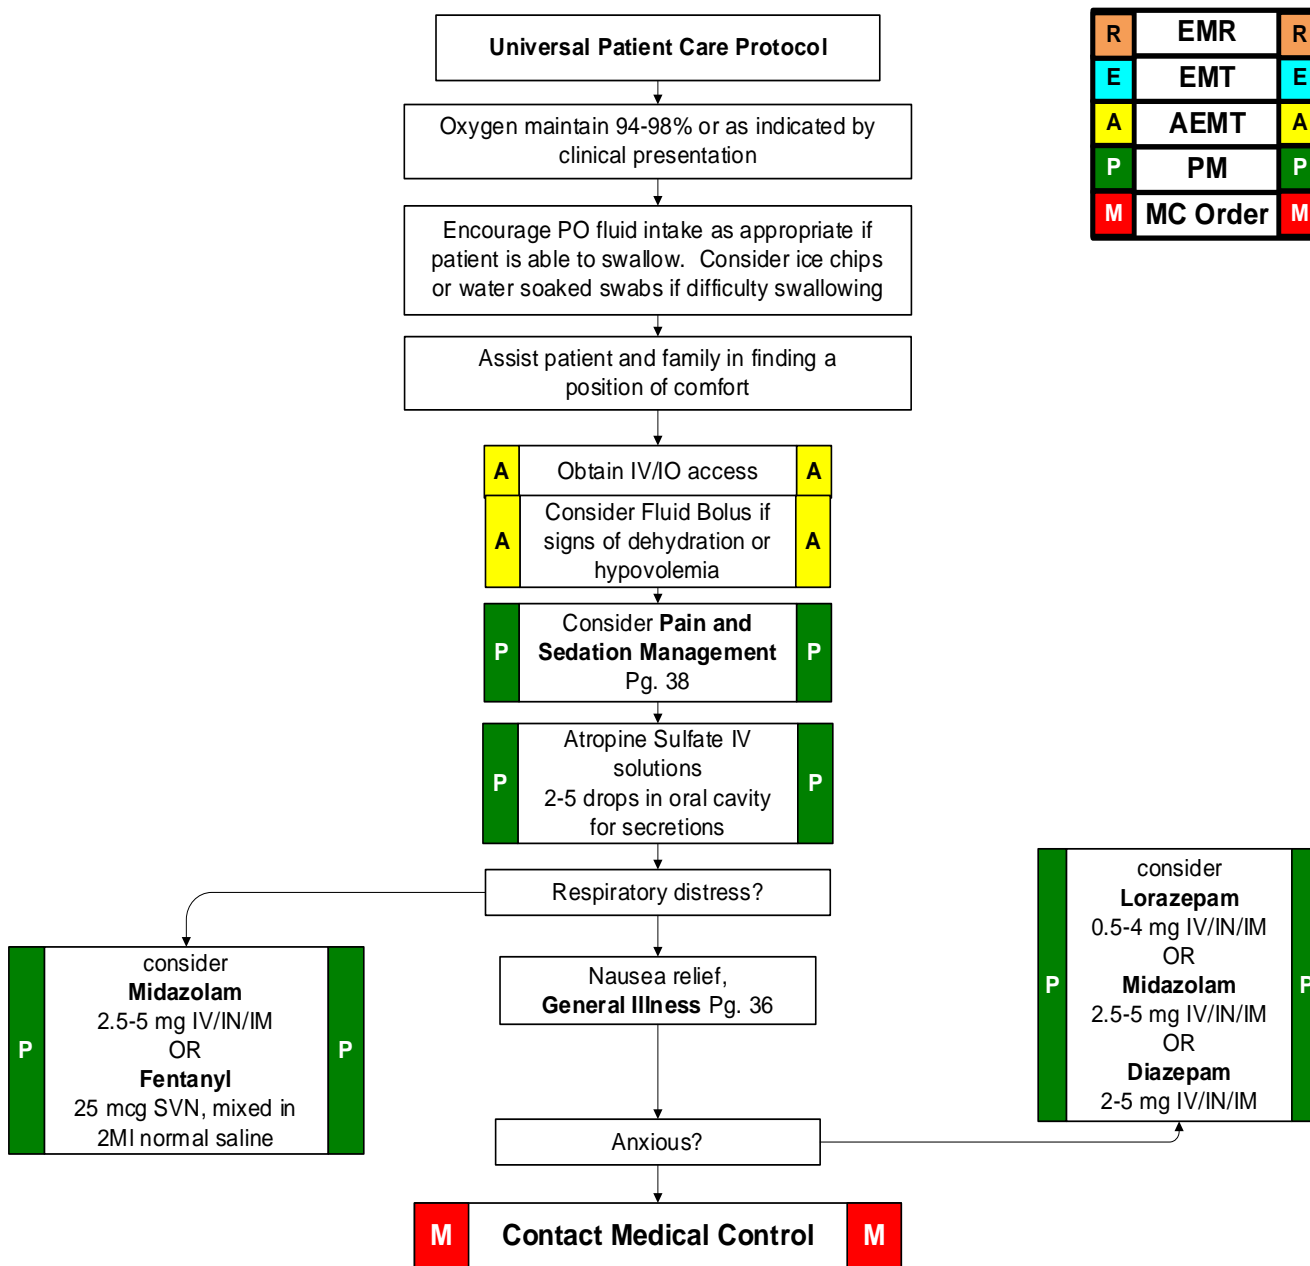 Universal Patient Care Protocol
R EMR R
E EMT E
A AEMT A
P PM P
M MC Order M
Oxygen maintain 94-98% or as indicated by
clinical presentation
Encourage PO fluid intake as appropriate if
patient is able to swallow.  Consider ice chips
or water soaked swabs if difficulty swallowing
Assist patient and family in finding a
position of comfort
A Obtain IV/IO access A
Consider Fluid Bolus if
A signs of dehydration or A
hypovolemia
Consider Pain and
P Sedation Management P
Pg. 38
Atropine Sulfate IV
solutions
P P
2-5 drops in oral cavity
for secretions
Respiratory distress?
consider
Midazolam
2.5-5 mg IV/IN/IM
P OR P
Fentanyl
25 mcg SVN, mixed in
2Ml normal saline
Nausea relief,
General Illness Pg. 36
consider
Lorazepam
0.5-4 mg IV/IN/IM
OR
P Midazolam P
2.5-5 mg IV/IN/IM
OR
Diazepam
2-5 mg IV/IN/IM
Anxious?
M Contact Medical Control M